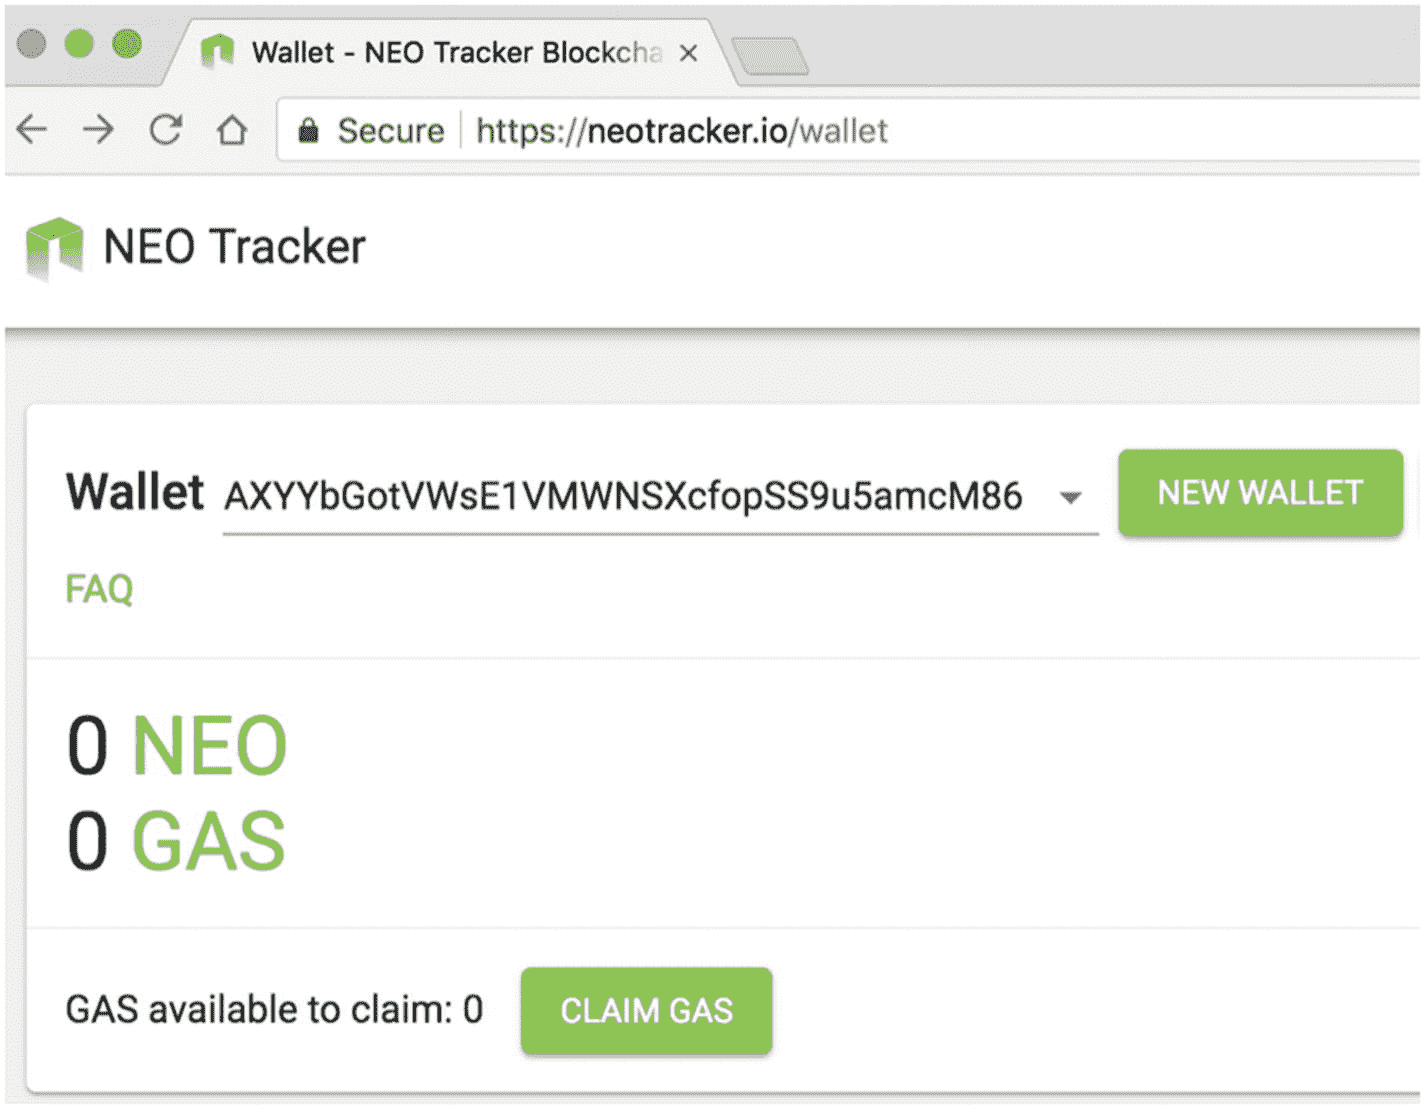 Wallet - NEO Tracker Blockcha
Secure https://neotracker.io/wallet
NEO Tracker
Wallet AXYYbGotVWsE1VMWNSXcfopSS9u5amcM86 NEW WALLET
FAQ
0 NEO
0 GAS
GAS available to claim: 0 CLAIM GAS